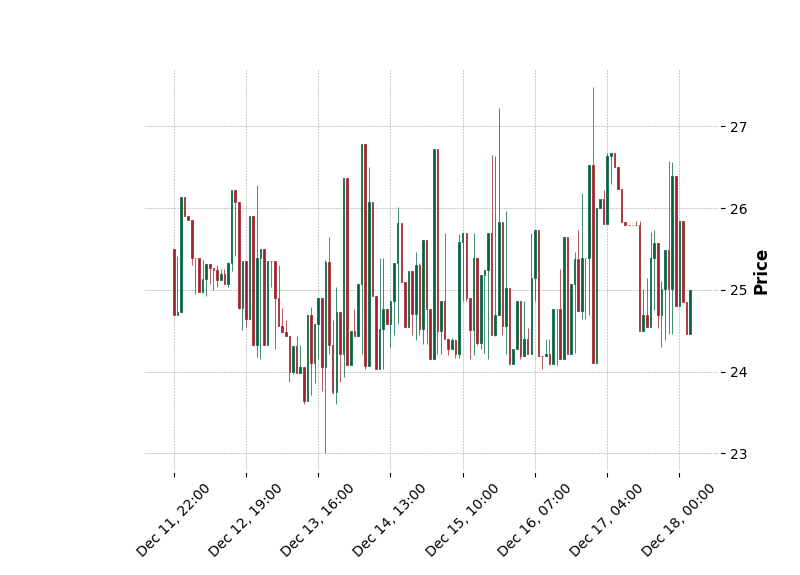 27
26
25
24
23
Price
Dec 11, 22:00
Dec 12, 19:00
Dec 13, 16:00
Dec 14, 13:00
Dec 15, 10:00
Dec 16, 07:00
Dec 17, 04:00
Dec 18, 00:00